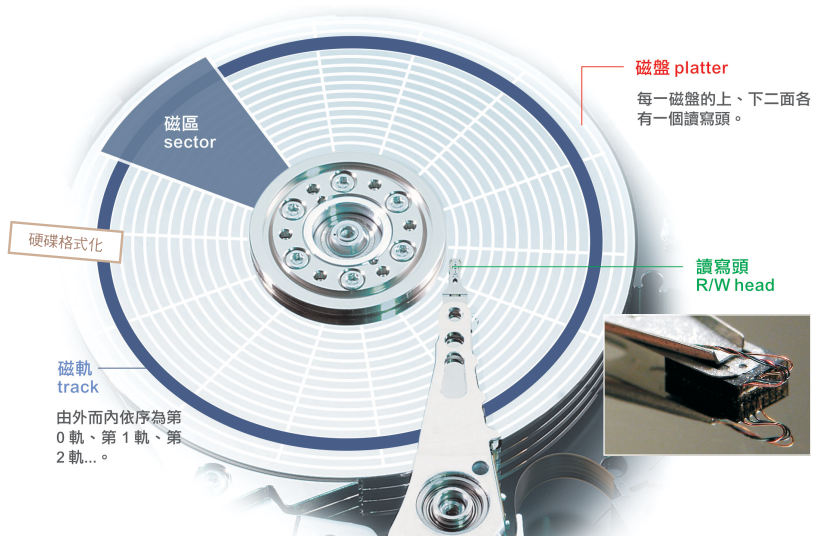 磁盤 platter
每一磁盤的上、下二面各
有一個讀寫頭。
磁區
sector
硬碟格式化
讀寫頭
R/W head
磁軌
track
由外而內依序為第
0 軌、第 1 軌、第
2 軌...。